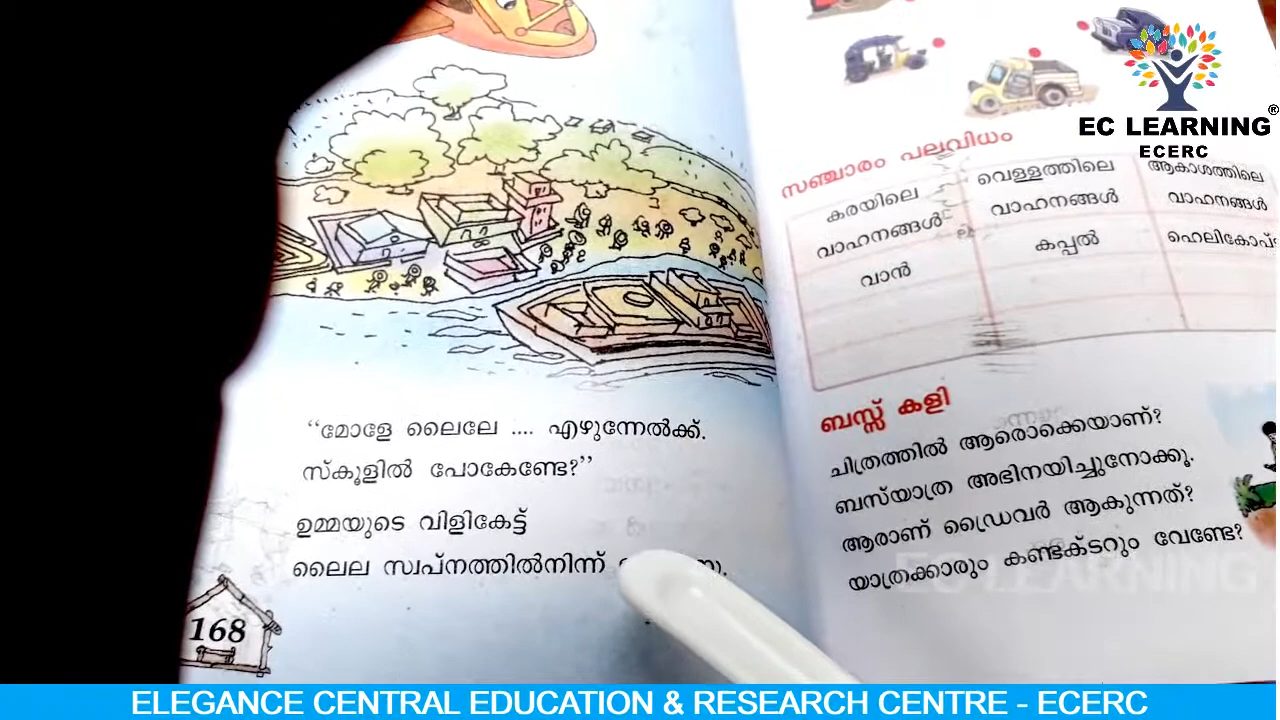 EC LEARNING®
ECERC
“മോളേ ലൈലേ .... എഴുന്നേൽക്ക്.
സ്കൂളിൽ പോകേണ്ടേ?”
ഉമ്മയുടെ വിളികേട്ട്
ലൈല സ്വപ്നത്തിൽനിന്ന്
168
സഞ്ചാരം പലവിധം
കരയിലെ വാഹനങ്ങൾ
വെള്ളത്തിലെ വാഹനങ്ങൾ
ആകാശത്തിലെ വാഹനങ്ങൾ
വാൻ
കപ്പൽ
ബസ്സ് കളി
ചിത്രത്തിൽ ആരൊക്കെയാണ്?
ബസ്‌യാത്ര അഭിനയിച്ചുനോക്കൂ.
ആരാണ് ഡ്രൈവർ ആകുന്നത്?
യാത്രക്കാരും കണ്ടക്ടറും വേണ്ടേ?
EC LEARNING
ELEGANCE CENTRAL EDUCATION & RESEARCH CENTRE - ECERC